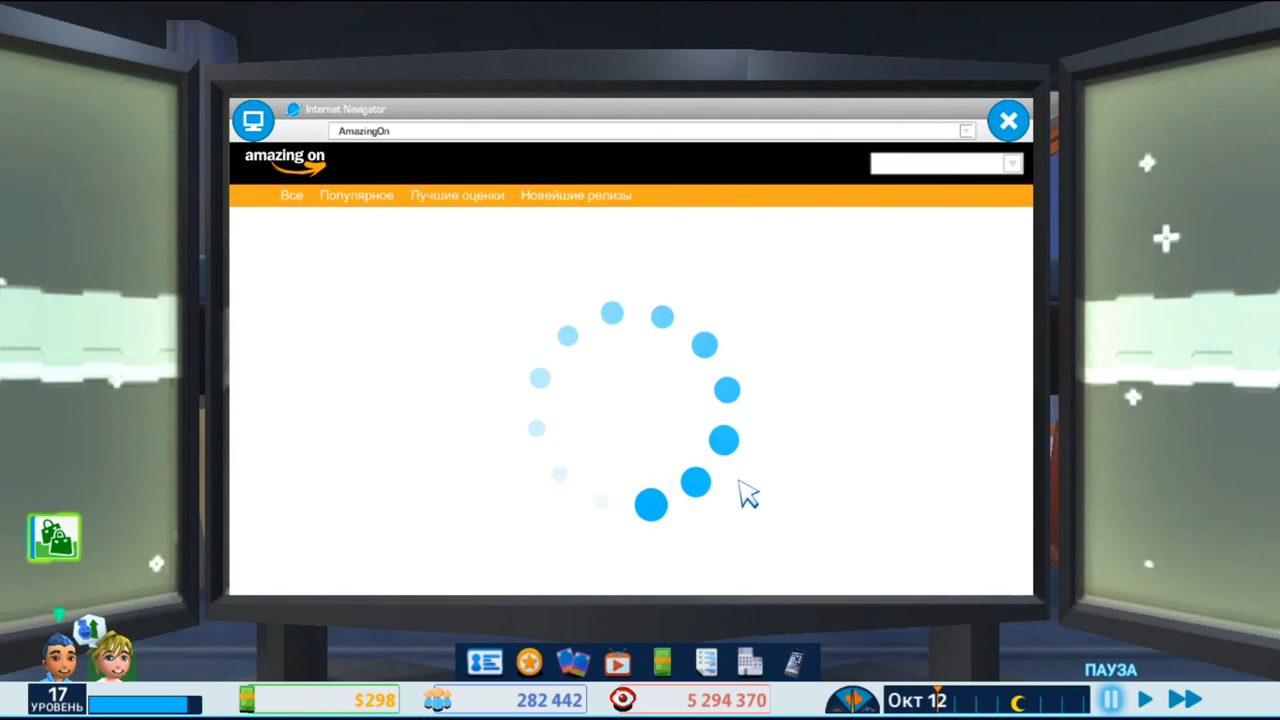 Internet Navigator
AmazingOn
amazing on
Все Популярное Лучшие оценки Новейшие релизы
ПАУЗА
17
УРОВЕНЬ
$298
282 442
5 294 370
Окт 12